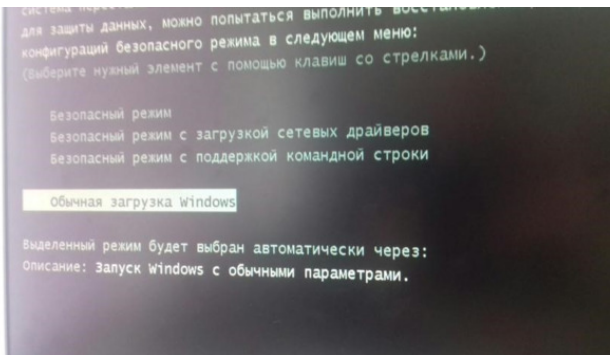 система
для защиты данных, можно попытаться выполнить
конфигураций безопасного режима в следующем меню:
(Выберите нужный элемент с помощью клавиш со стрелками.)
Безопасный режим
Безопасный режим с загрузкой сетевых драйверов
Безопасный режим с поддержкой командной строки
Обычная загрузка Windows
Выделенный режим будет выбран автоматически через:
Описание: Запуск Windows с обычными параметрами.